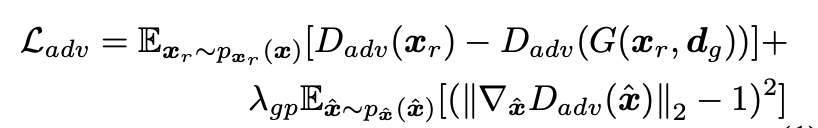 ℒ_{adv} = 𝔼_{𝒙_r∼p_{𝒙_r}(𝒙)}[D_{adv}(𝒙_r) − D_{adv}(G(𝒙_r, 𝒅_g))]+
λ_{gp}𝔼_{𝒙̂∼p_{𝒙̂}(𝒙̂)}[(‖∇_{𝒙̂}D_{adv}(𝒙̂)‖_2 − 1)^2]